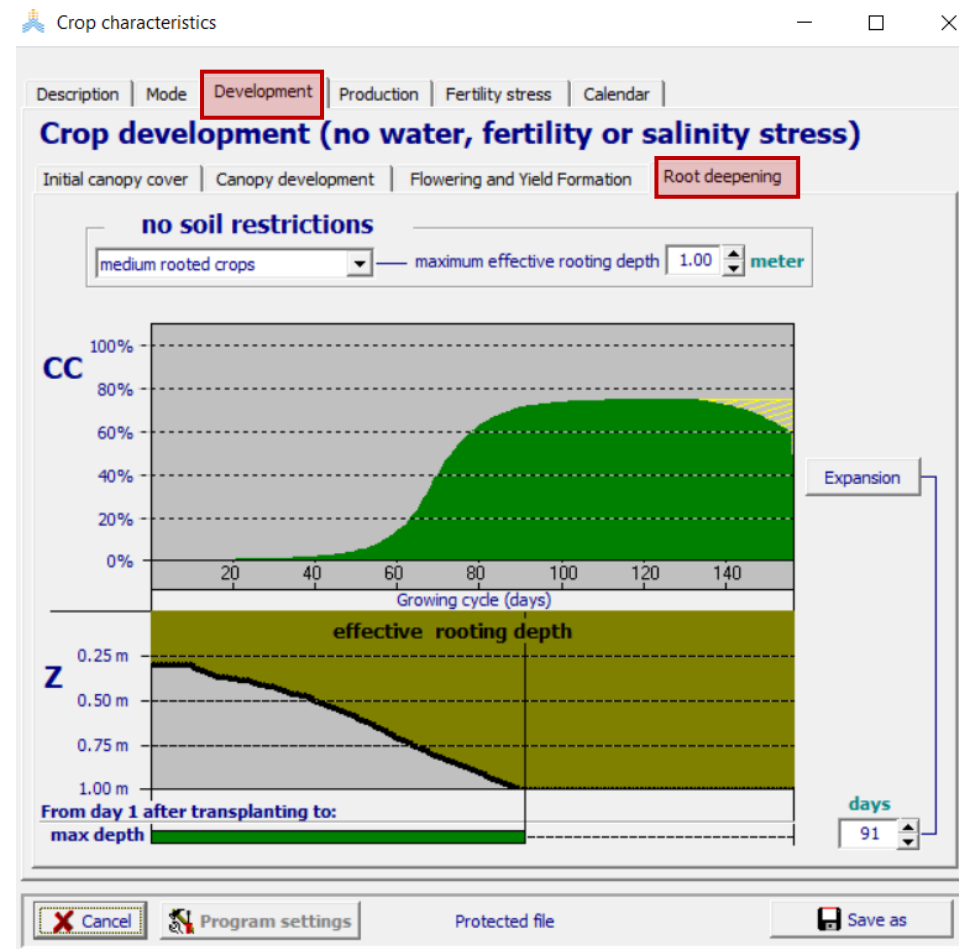 Crop characteristics
Description Mode Development Production Fertility stress Calendar
Crop development (no water, fertility or salinity stress)
Initial canopy cover Canopy development Flowering and Yield Formation Root deepening
no soil restrictions
medium rooted crops maximum effective rooting depth 1.00 meter
CC
100%
80%
60%
40%
20%
0%
Expansion
20 40 60 80 100 120 140
Growing cycle (days)
effective rooting depth
Z
0.25 m
0.50 m
0.75 m
1.00 m
From day 1 after transplanting to:
max depth
days
91
Cancel Program settings Protected file Save as